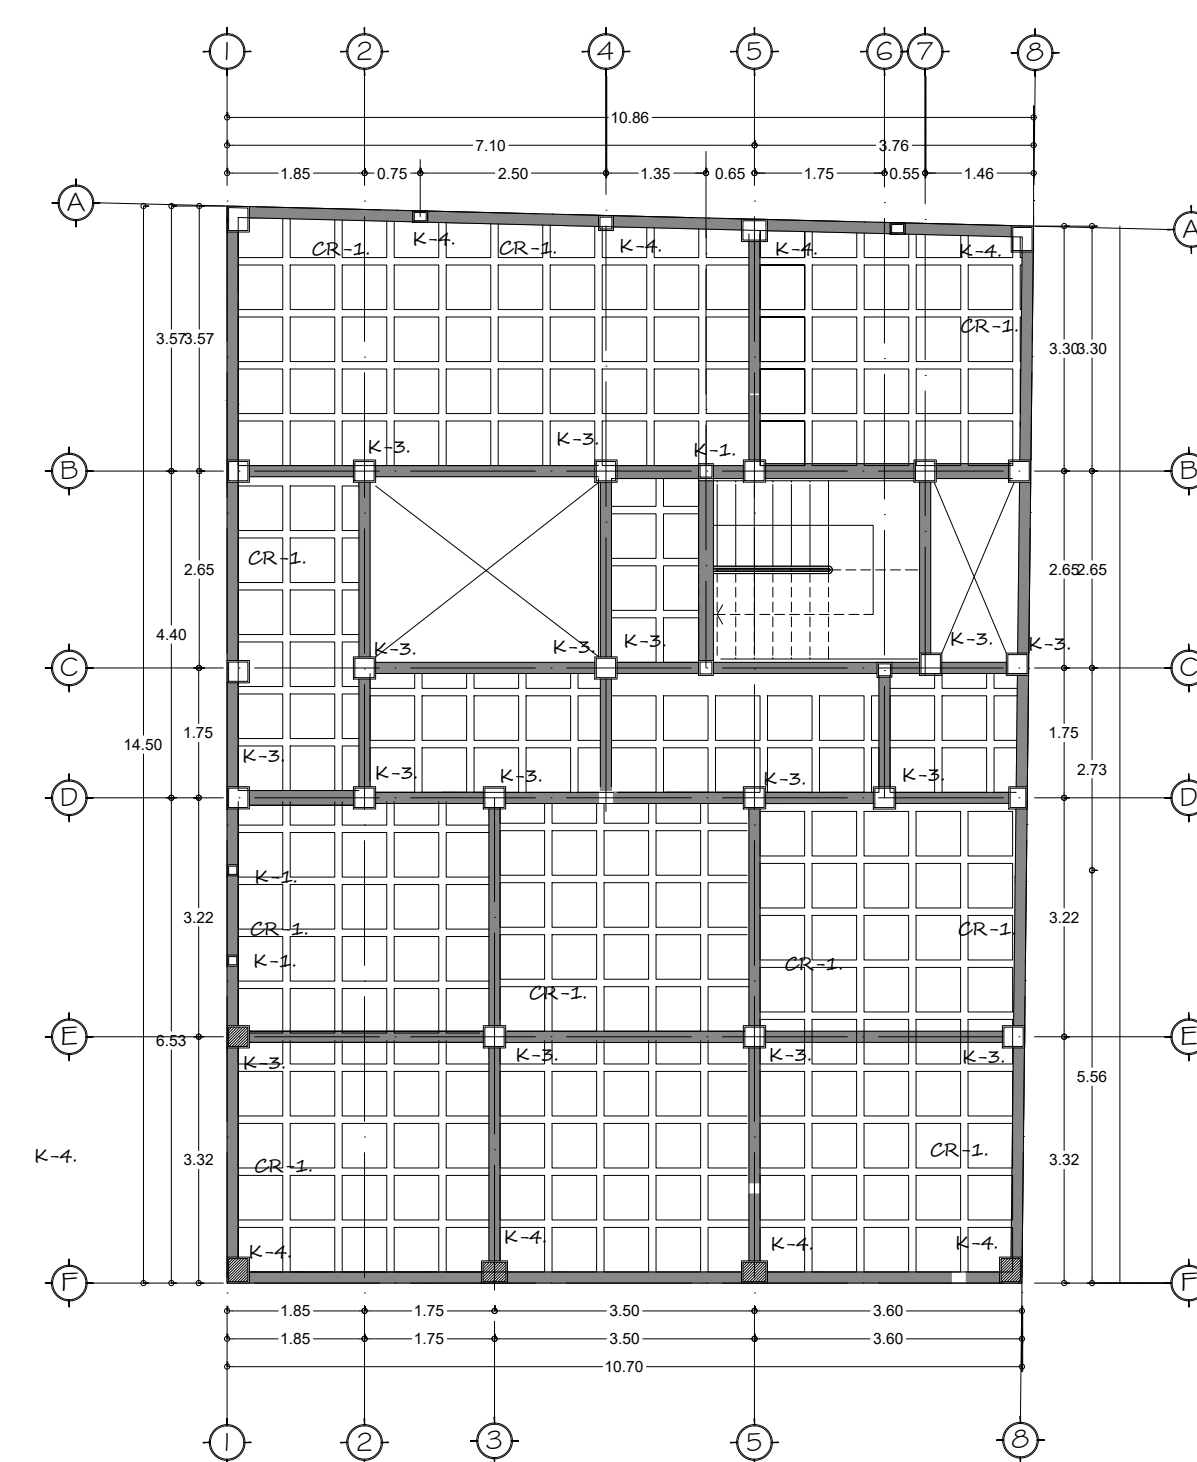 1 2 4 5 6 7 8
10.86
7.10 3.76
1.85 0.75 2.50 1.35 0.65 1.75 0.55 1.46
A A
CR-1. K-4. CR-1. K-4. K-4. K-4.
CR-1.
3.57 3.57 3.30 3.30
K-3. K-3. K-1.
B B
CR-1.
2.65 2.65 2.65
4.40
K-3. K-3. K-3. K-3. K-3.
C C
14.50 1.75 1.75
K-3. K-3. K-3. K-3. K-3. 2.73
D D
K-1.
3.22 CR-1. CR-1. 3.22
K-1. CR-1.
CR-1.
6.53
E E
K-3. K-3. K-3. K-3.
5.56
K-4. 3.32 CR-1. CR-1. 3.32
K-4. K-4. K-4. K-4.
F F
1.85 1.75 3.50 3.60
1.85 1.75 3.50 3.60
10.70
1 2 3 5 8